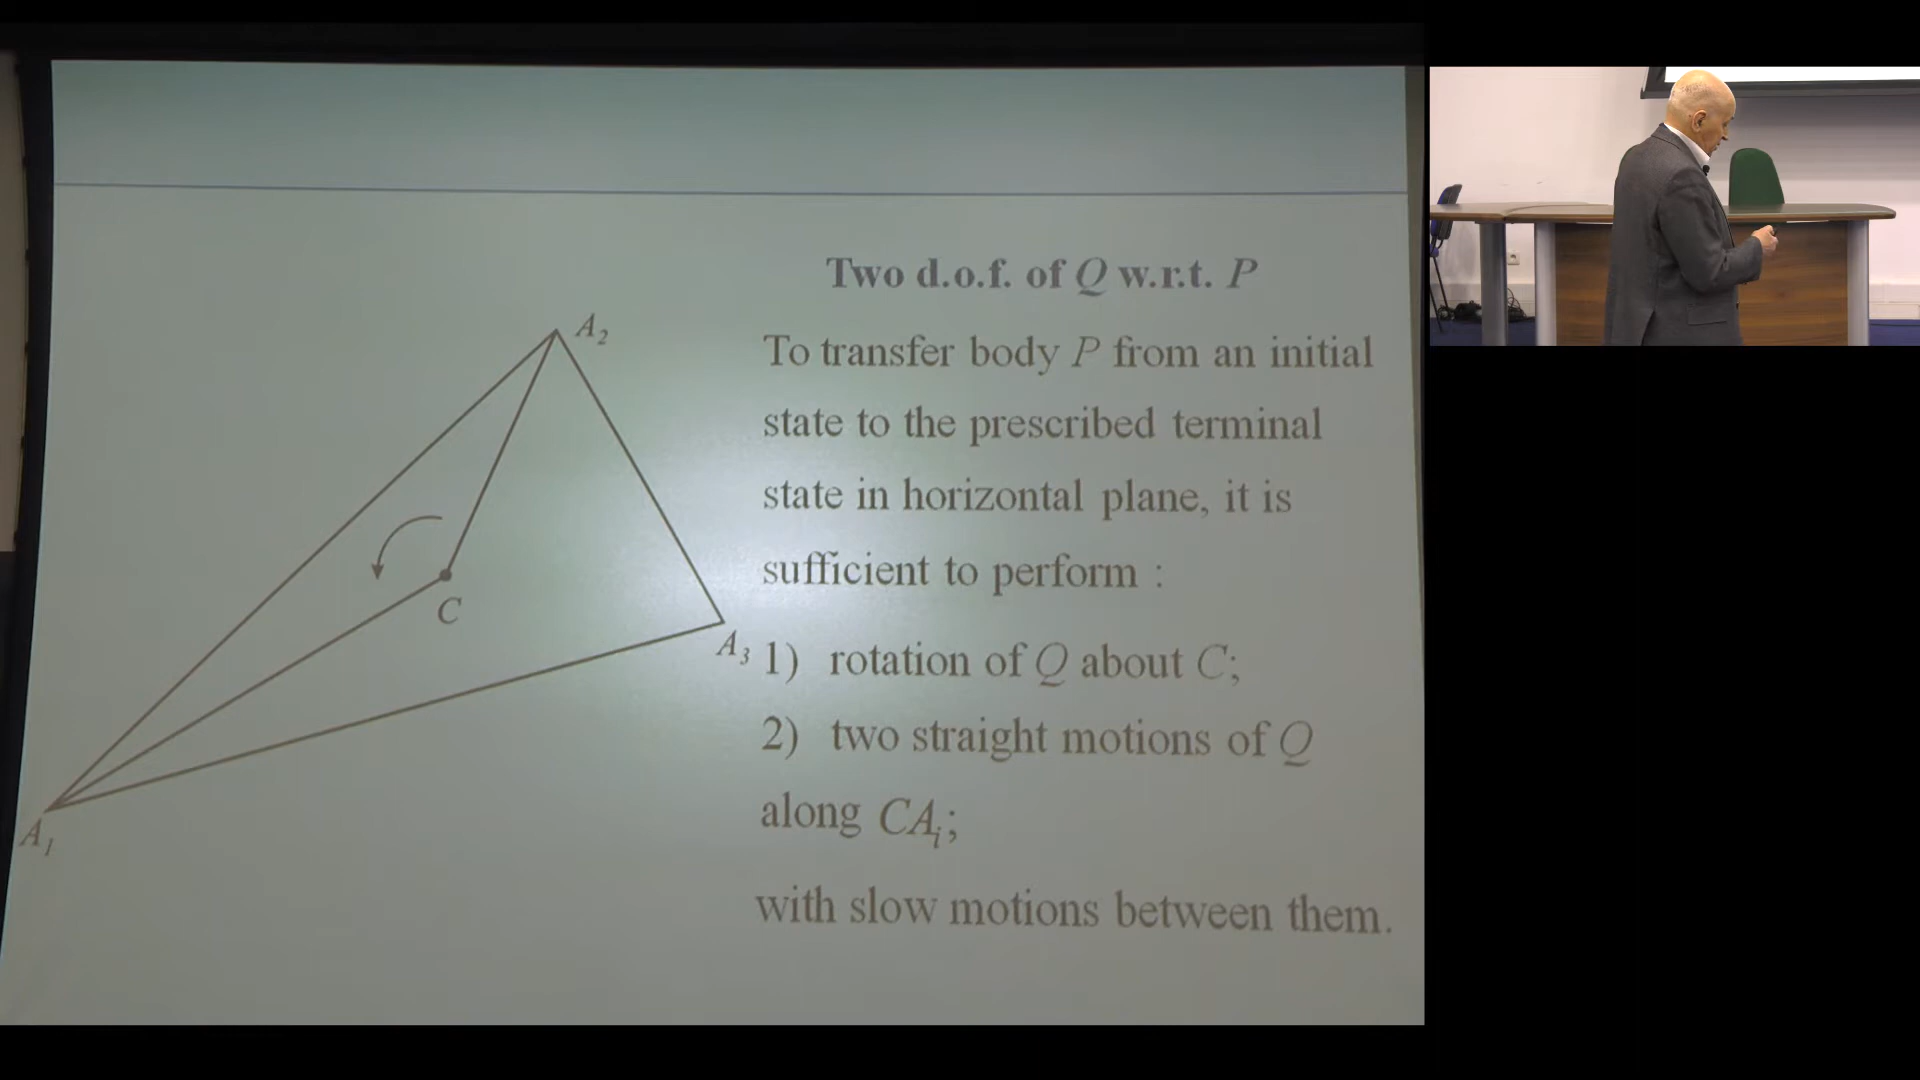 Two d.o.f. of Q w.r.t. P
To transfer body P from an initial
state to the prescribed terminal
state in horizontal plane, it is
sufficient to perform :
1) rotation of Q about C;
2) two straight motions of Q
along CAi;
with slow motions between them.
A2
C
A3
A1